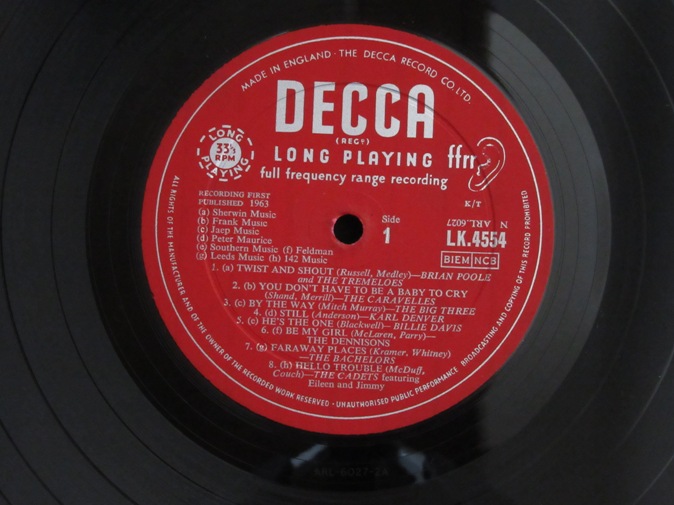 MADE IN ENGLAND · THE DECCA RECORD CO. LTD.
DECCA
(REGD)
LONG PLAYING ffrr
full frequency range recording
LONG
33⅓
RPM
PLAYING
RECORDING FIRST
PUBLISHED 1963
K/T
(a) Sherwin Music
(b) Frank Music
(c) Jaep Music
(d) Peter Maurice
(e) Southern Music (f) Feldman
(g) Leeds Music (h) 142 Music
Side
1
N ARL.6027
LK.4554
BIEM NCB
1. (a) TWIST AND SHOUT (Russell, Medley)—BRIAN POOLE
and THE TREMELOES
2. (b) YOU DON'T HAVE TO BE A BABY TO CRY
(Shand, Merrill)—THE CARAVELLES
3. (c) BY THE WAY (Mitch Murray)—THE BIG THREE
4. (d) STILL (Anderson)—KARL DENVER
5. (e) HE'S THE ONE (Blackwell)—BILLIE DAVIS
6. (f) BE MY GIRL (McLaren, Parry)—
THE DENNISONS
7. (g) FARAWAY PLACES (Kramer, Whitney)
—THE BACHELORS
8. (h) HELLO TROUBLE (McDuff,
Couch)—THE CADETS featuring
Eileen and Jimmy
ALL RIGHTS OF THE MANUFACTURER AND OF THE OWNER OF THE RECORDED WORK RESERVED · UNAUTHORISED PUBLIC PERFORMANCE BROADCASTING AND COPYING OF THIS RECORD PROHIBITED
ARL-6027-2A